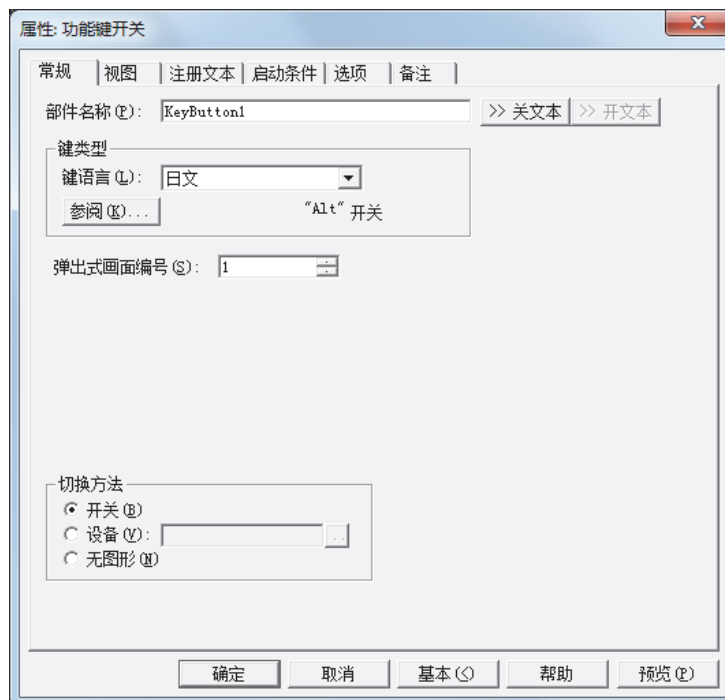 属性: 功能键开关
常规 视图 注册文本 启动条件 选项 备注
部件名称(P): KeyButton1 >> 关文本 >> 开文本
键类型
键语言(L): 日文
参阅(K)... "Alt" 开关
弹出式画面编号(S): 1
切换方法
开关(B)
设备(V): ..
无图形(N)
确定 取消 基本(<) 帮助 预览(P)